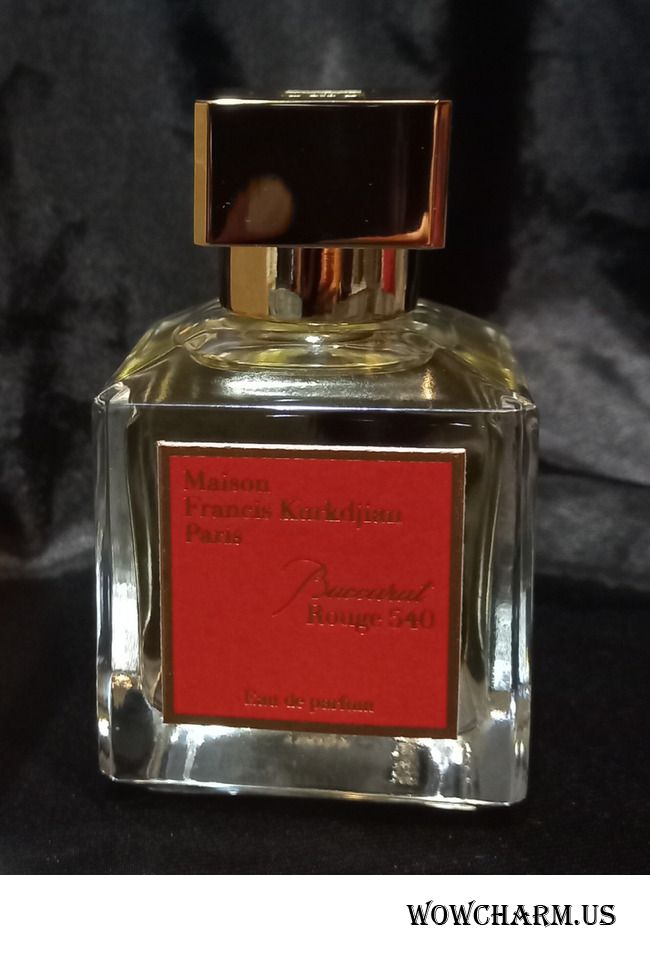 Maison
Francis Kurkdjian
Paris
Baccarat
Rouge 540
Eau de parfum
WOWCHARM.US